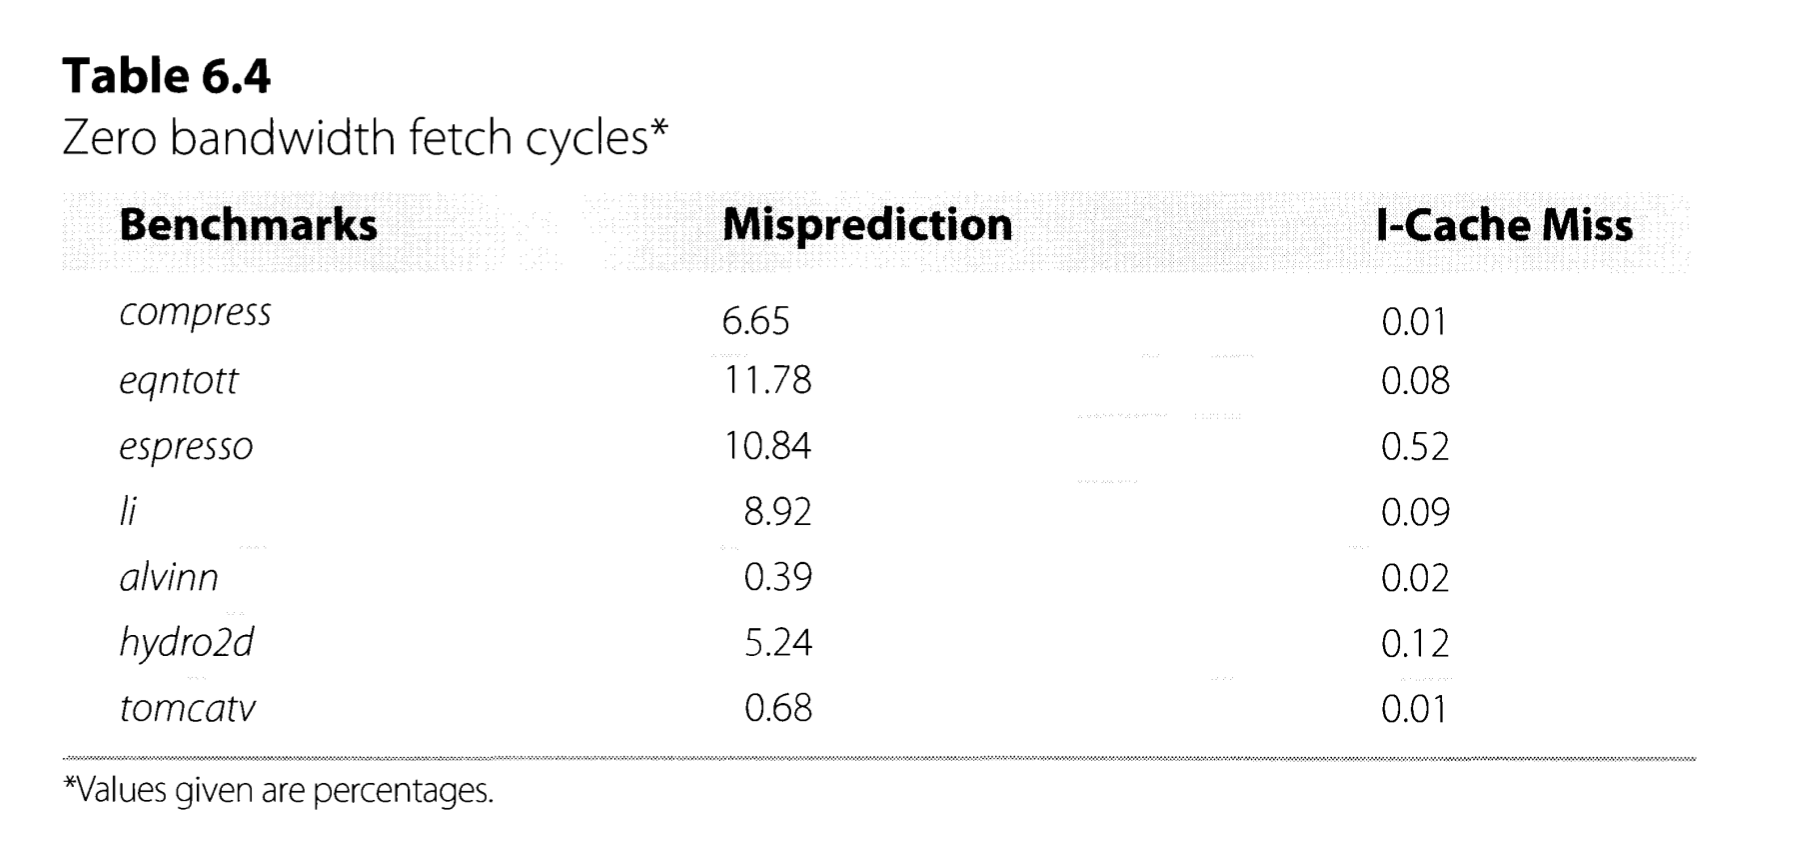 Table 6.4
Zero bandwidth fetch cycles*
Benchmarks Misprediction I-Cache Miss
compress 6.65 0.01
eqntott 11.78 0.08
espresso 10.84 0.52
li 8.92 0.09
alvinn 0.39 0.02
hydro2d 5.24 0.12
tomcatv 0.68 0.01
*Values given are percentages.